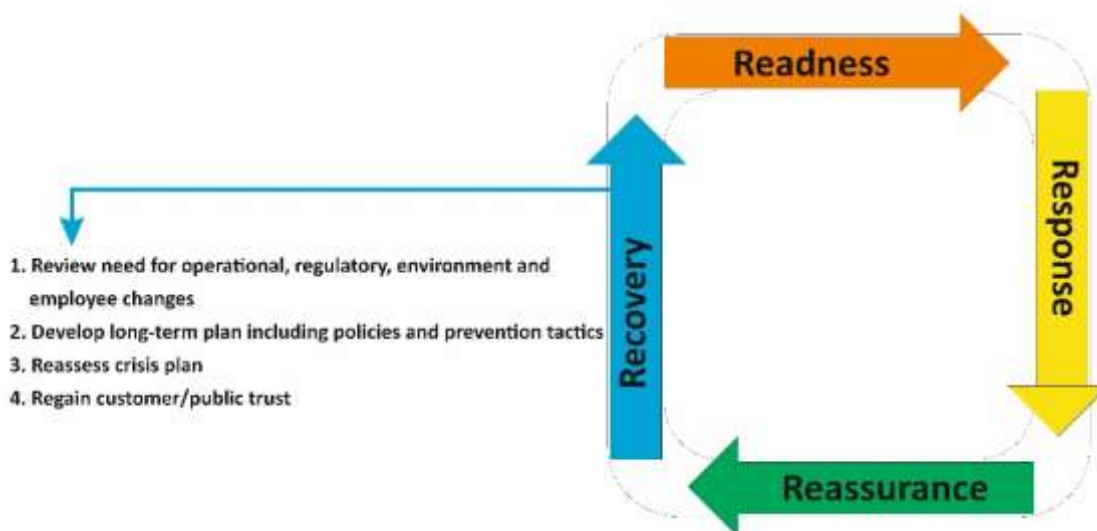 Readness
Response
Recovery
Reassurance
1. Review need for operational, regulatory, environment and
employee changes
2. Develop long-term plan including policies and prevention tactics
3. Reassess crisis plan
4. Regain customer/public trust